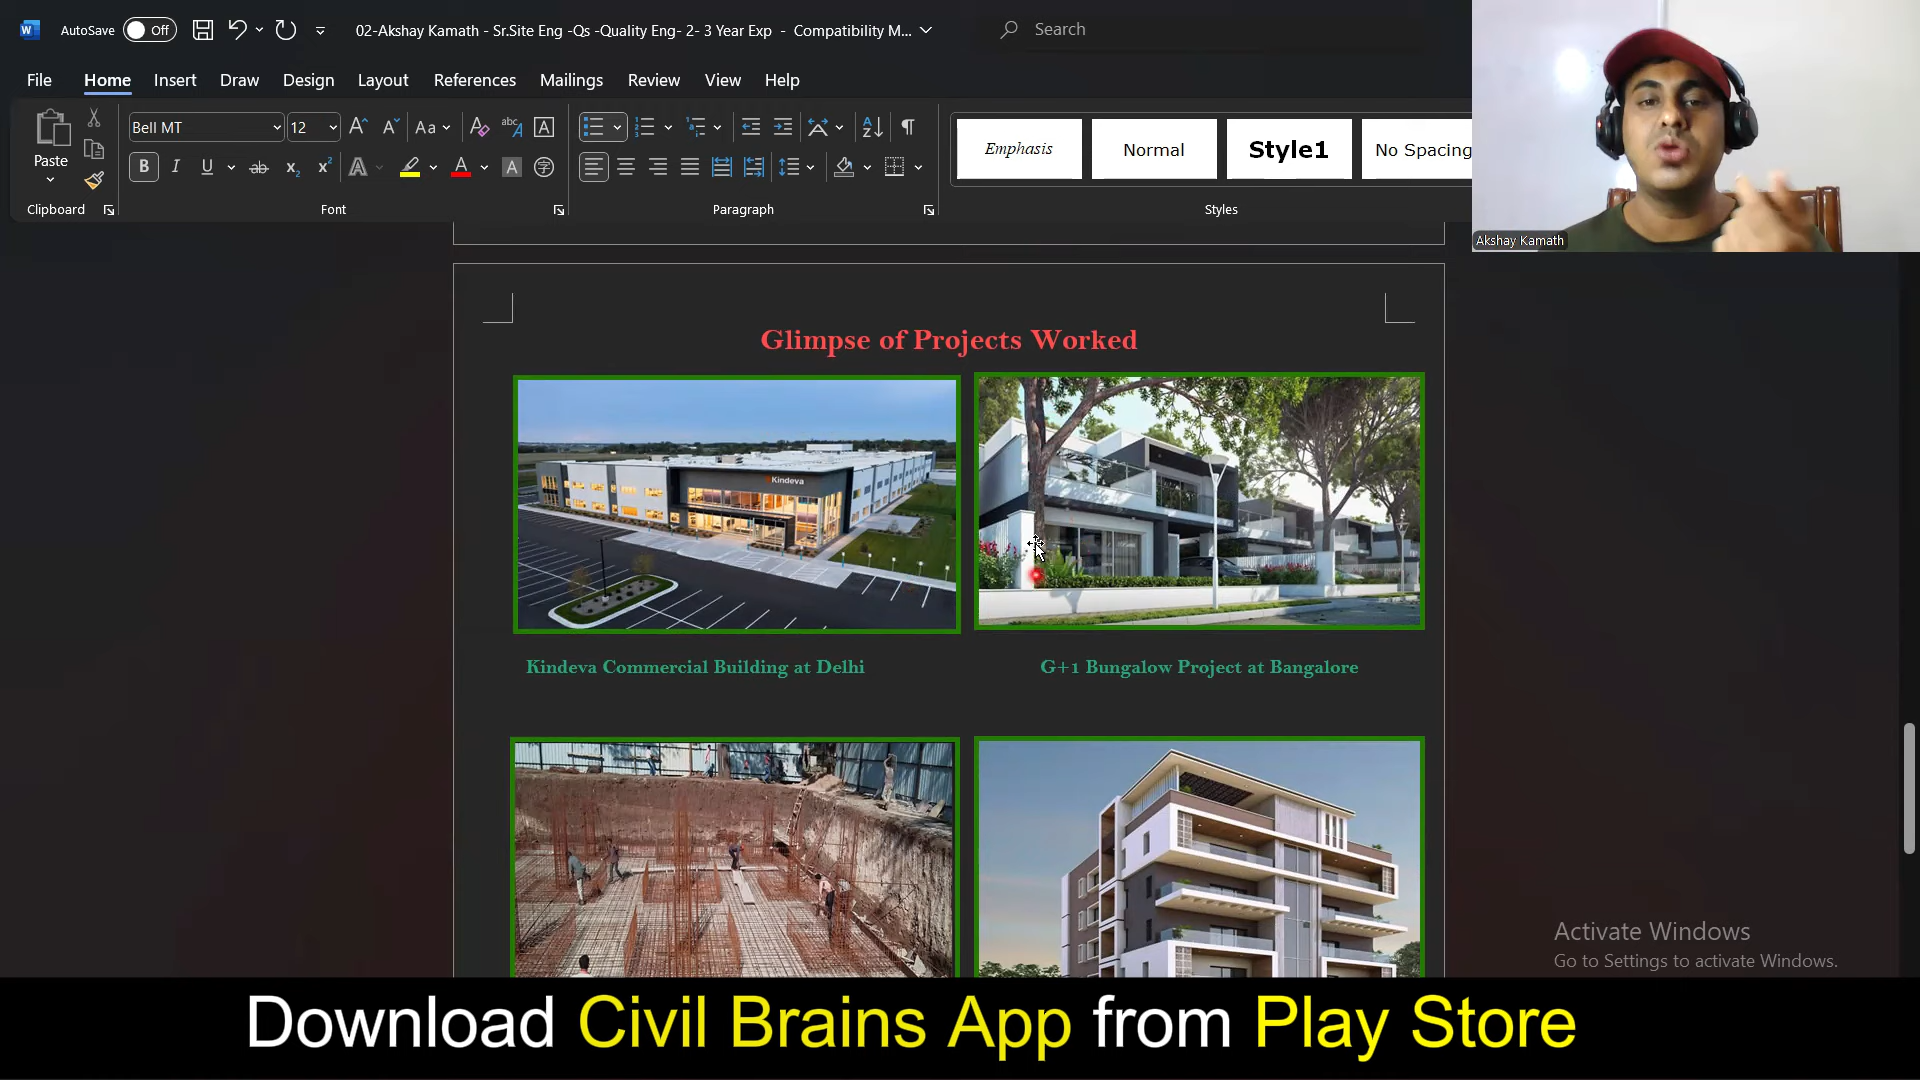 AutoSave Off 02-Akshay Kamath - Sr.Site Eng -Qs -Quality Eng- 2- 3 Year Exp - Compatibility M... Search
File Home Insert Draw Design Layout References Mailings Review View Help
Paste
Bell MT 12
Emphasis Normal Style1 No Spacing
Clipboard Font Paragraph Styles
Akshay Kamath
Glimpse of Projects Worked
Kindeva
Kindeva Commercial Building at Delhi
G+1 Bungalow Project at Bangalore
Activate Windows
Go to Settings to activate Windows.
Download Civil Brains App from Play Store